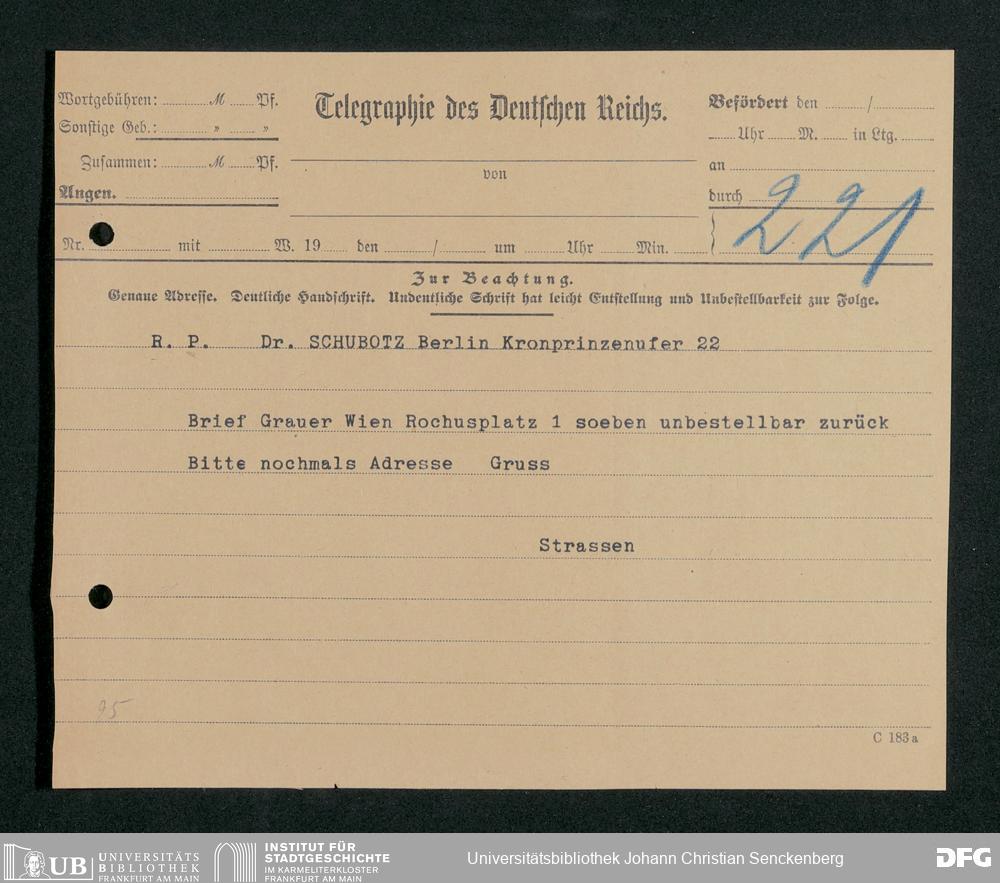 Wortgebühren: M Pf.
Sonstige Geb.: " "
Zusammen: M Pf.
Angen.
Telegraphie des Deutschen Reichs.
von
Befördert den /
Uhr M. in Ltg.
an
durch
221
Nr. mit W. 19 den / um Uhr Min.
Zur Beachtung.
Genaue Adresse. Deutliche Handschrift. Undeutliche Schrift hat leicht Entstellung und Unbestellbarkeit zur Folge.
R. P. Dr. SCHUBOTZ Berlin Kronprinzenufer 22
Brief Grauer Wien Rochusplatz 1 soeben unbestellbar zurück
Bitte nochmals Adresse Gruss
Strassen
95
C 183a
UB UNIVERSITÄTS
BIBLIOTHEK
FRANKFURT AM MAIN
INSTITUT FÜR
STADTGESCHICHTE
IM KARMELITERKLOSTER
FRANKFURT AM MAIN
Universitätsbibliothek Johann Christian Senckenberg
DFG